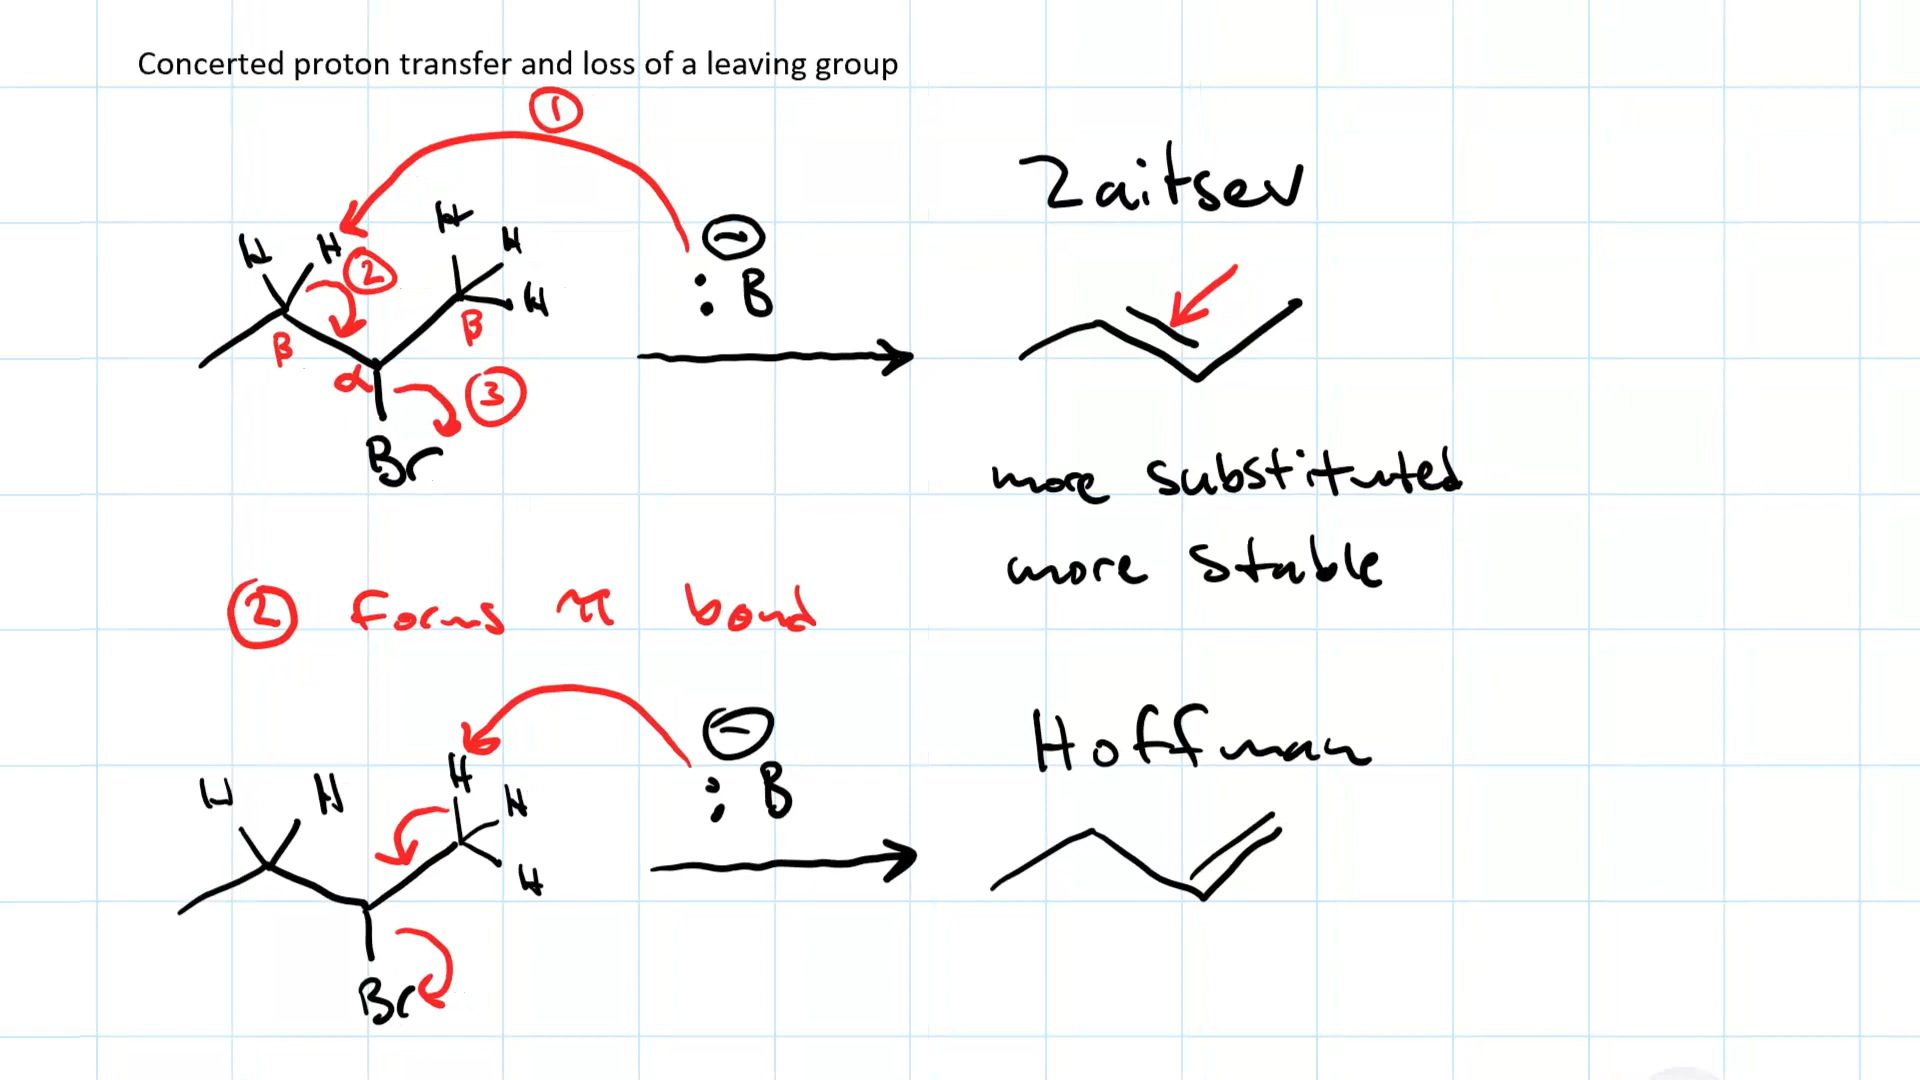 Concerted proton transfer and loss of a leaving group
①
Zaitsev
H H ② H H H
⊖
:B
β β
α ③
Br
more substituted
more stable
② forms π bond
Hoffman
⊖
:B
H H H H H
Br